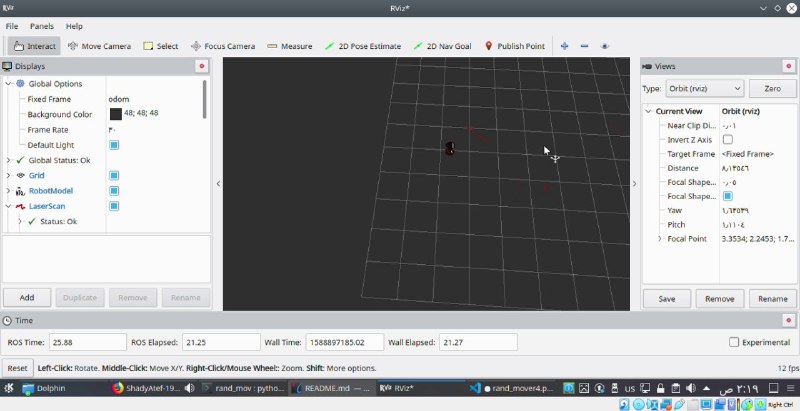 RViz*
File Panels Help
Interact Move Camera Select Focus Camera Measure 2D Pose Estimate 2D Nav Goal Publish Point
Displays
Global Options
Fixed Frame odom
Background Color 48; 48; 48
Frame Rate ٣٠
Default Light
Global Status: Ok
Grid
RobotModel
LaserScan
Status: Ok
Add Duplicate Remove Rename
Views
Type: Orbit (rviz) Zero
Current View Orbit (rviz)
Near Clip Di... ٠٫٠١
Invert Z Axis
Target Frame <Fixed Frame>
Distance ٨٫١٢٥٤٦
Focal Shape... ٠٫٠٥
Focal Shape...
Yaw ١٫٦٣٥٣٩
Pitch ١٫١١٠٤
Focal Point 3.3534; 2.2453; 1.7...
Save Remove Rename
Time
ROS Time: 25.88 ROS Elapsed: 21.25 Wall Time: 1588897185.02 Wall Elapsed: 21.27 Experimental
Reset Left-Click: Rotate. Middle-Click: Move X/Y. Right-Click/Mouse Wheel:: Zoom. Shift: More options. 12 fps
Dolphin ShadyAtef-19... rand_mov : pytho... README.md — ... RViz* rand_mover4.p... us ٢:١٩ ص
Right Ctrl